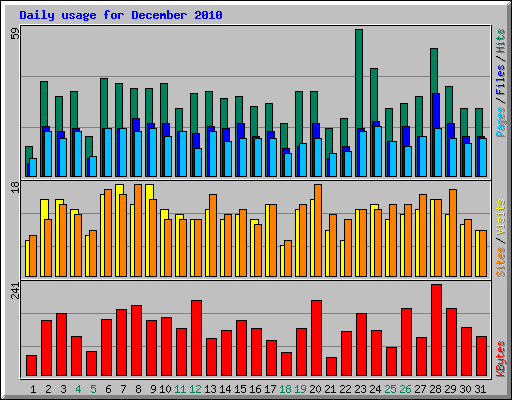 Daily usage for December 2010
59
Pages / Files / Hits
18
Sites / Visits
241
KBytes
1 2 3 4 5 6 7 8 9 10 11 12 13 14 15 16 17 18 19 20 21 22 23 24 25 26 27 28 29 30 31